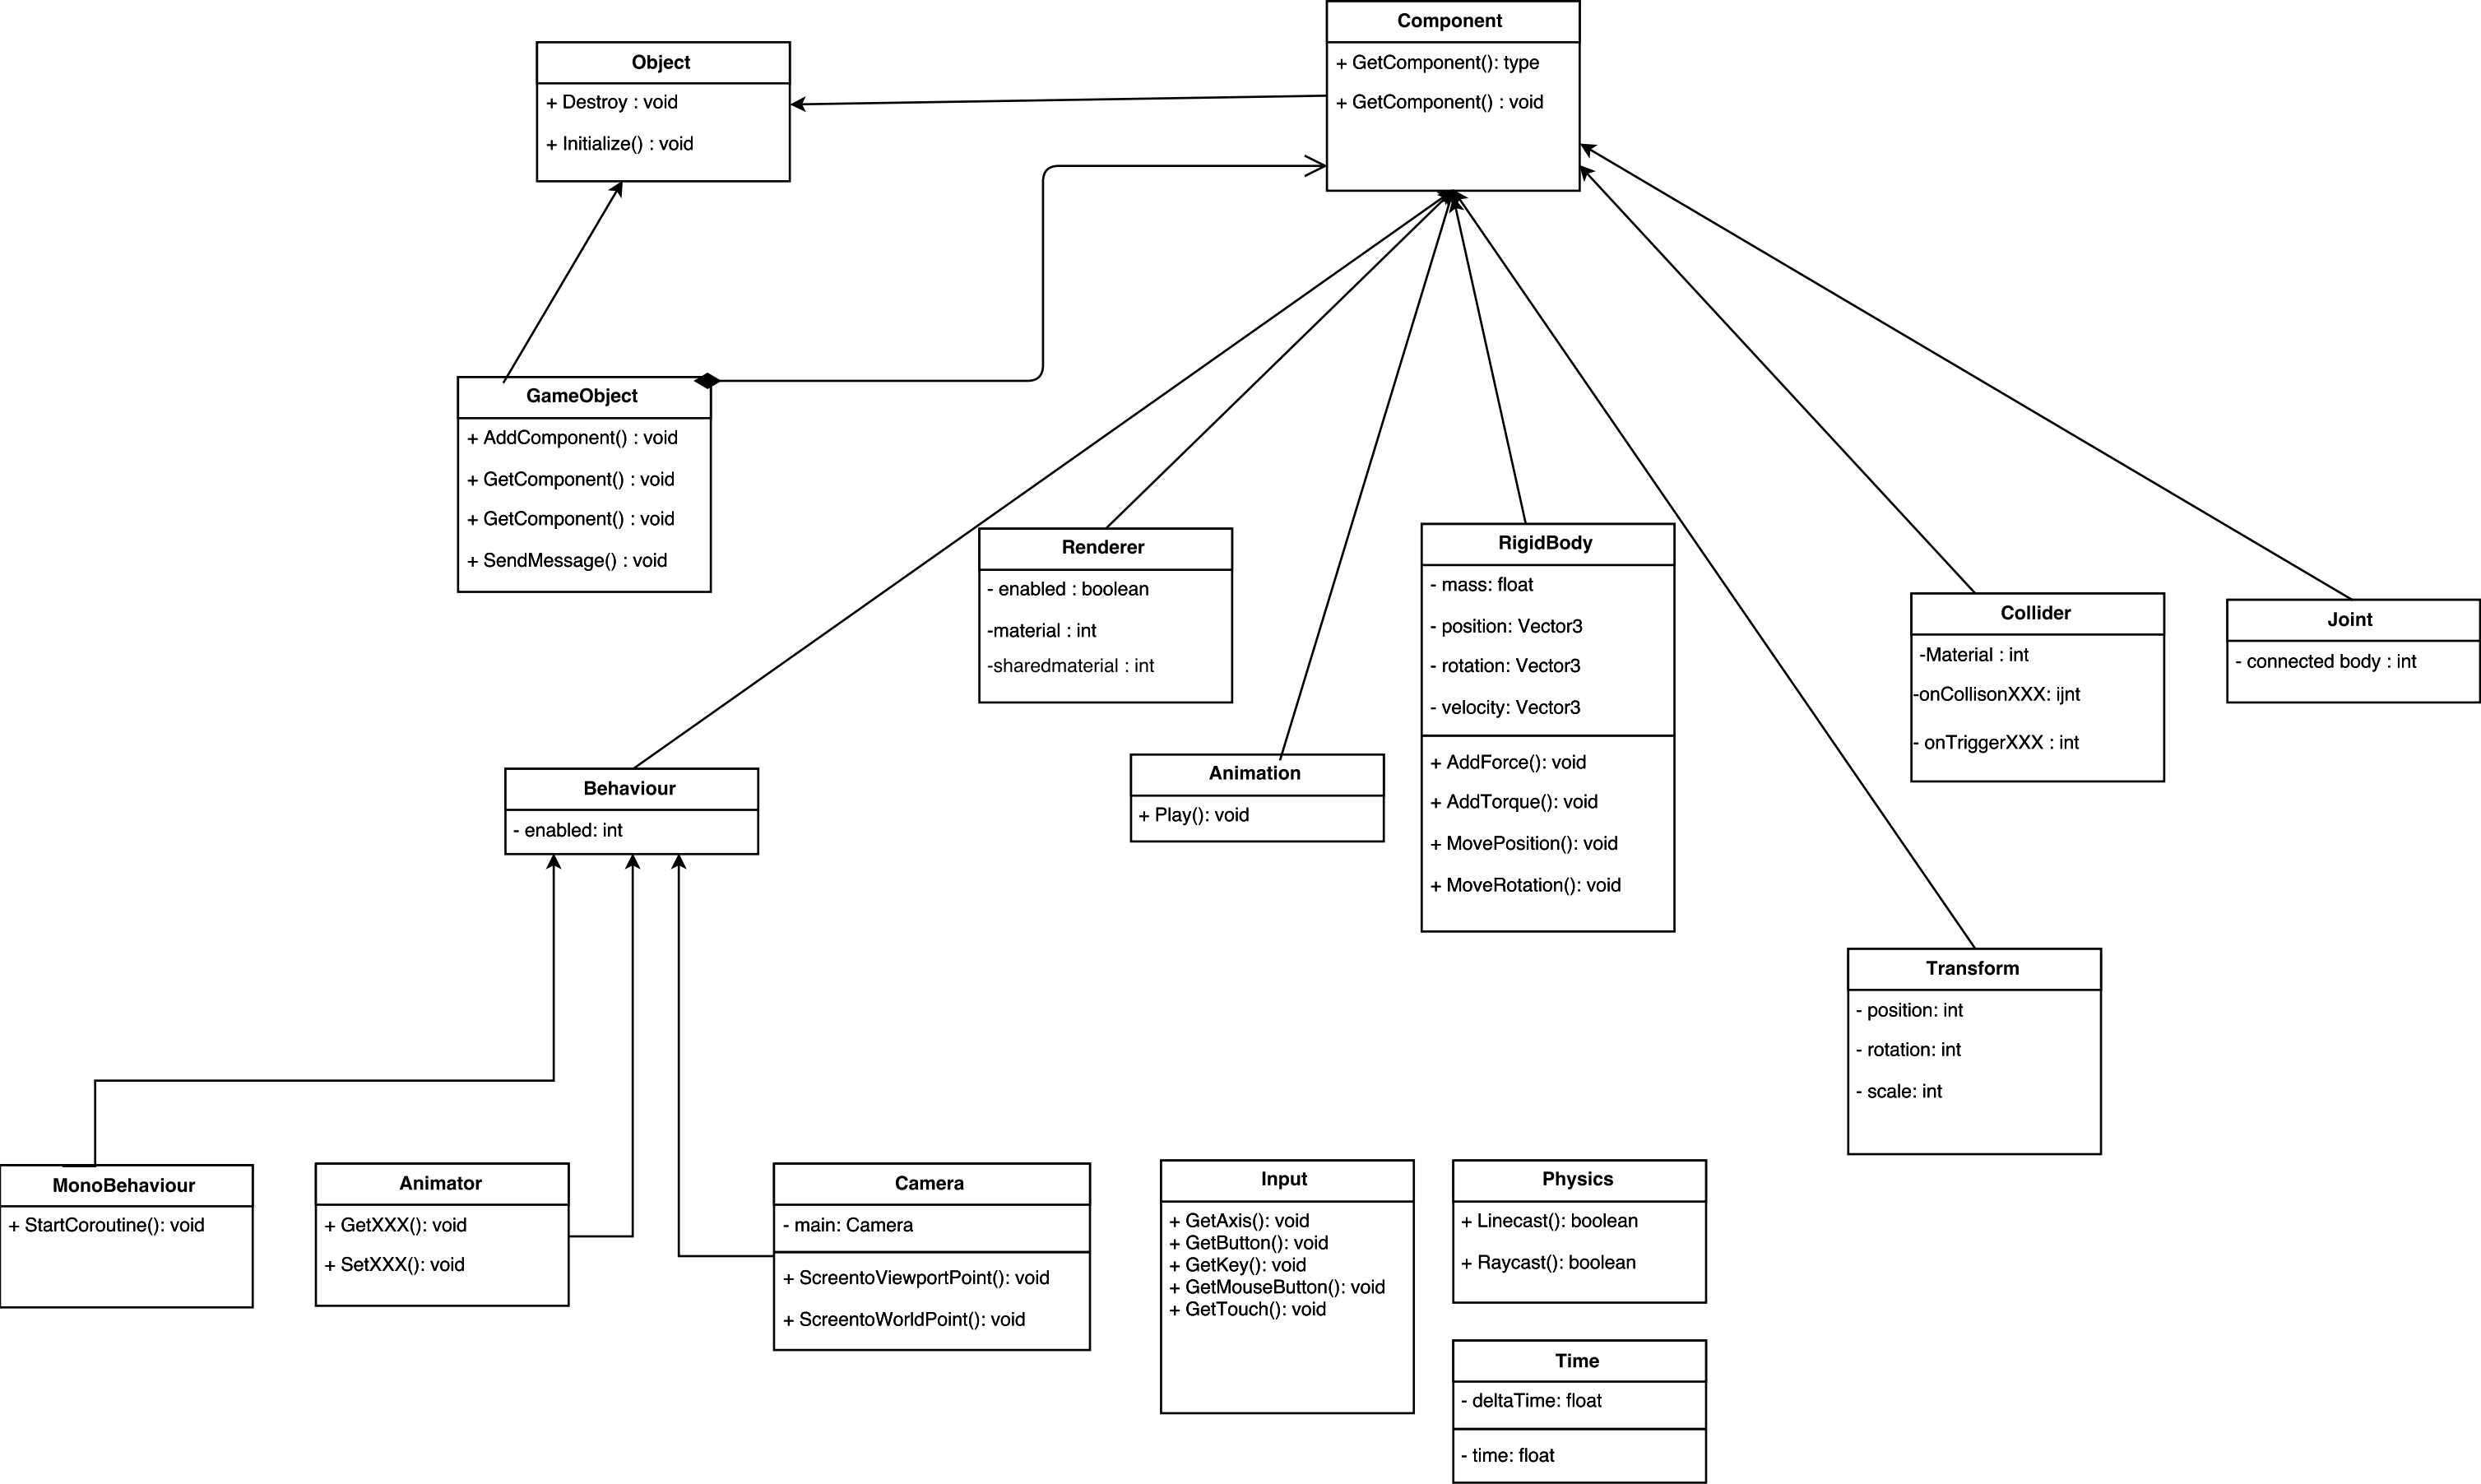 Component
+ GetComponent(): type
+ GetComponent() : void
Object
+ Destroy : void
+ Initialize() : void
GameObject
+ AddComponent() : void
+ GetComponent() : void
+ GetComponent() : void
+ SendMessage() : void
Renderer
- enabled : boolean
-material : int
-sharedmaterial : int
RigidBody
- mass: float
- position: Vector3
- rotation: Vector3
- velocity: Vector3
+ AddForce(): void
+ AddTorque(): void
+ MovePosition(): void
+ MoveRotation(): void
Collider
-Material : int
-onCollisonXXX: ijnt
- onTriggerXXX : int
Joint
- connected body : int
Behaviour
- enabled: int
Animation
+ Play(): void
Transform
- position: int
- rotation: int
- scale: int
MonoBehaviour
+ StartCoroutine(): void
Animator
+ GetXXX(): void
+ SetXXX(): void
Camera
- main: Camera
+ ScreentoViewportPoint(): void
+ ScreentoWorldPoint(): void
Input
+ GetAxis(): void
+ GetButton(): void
+ GetKey(): void
+ GetMouseButton(): void
+ GetTouch(): void
Physics
+ Linecast(): boolean
+ Raycast(): boolean
Time
- deltaTime: float
- time: float